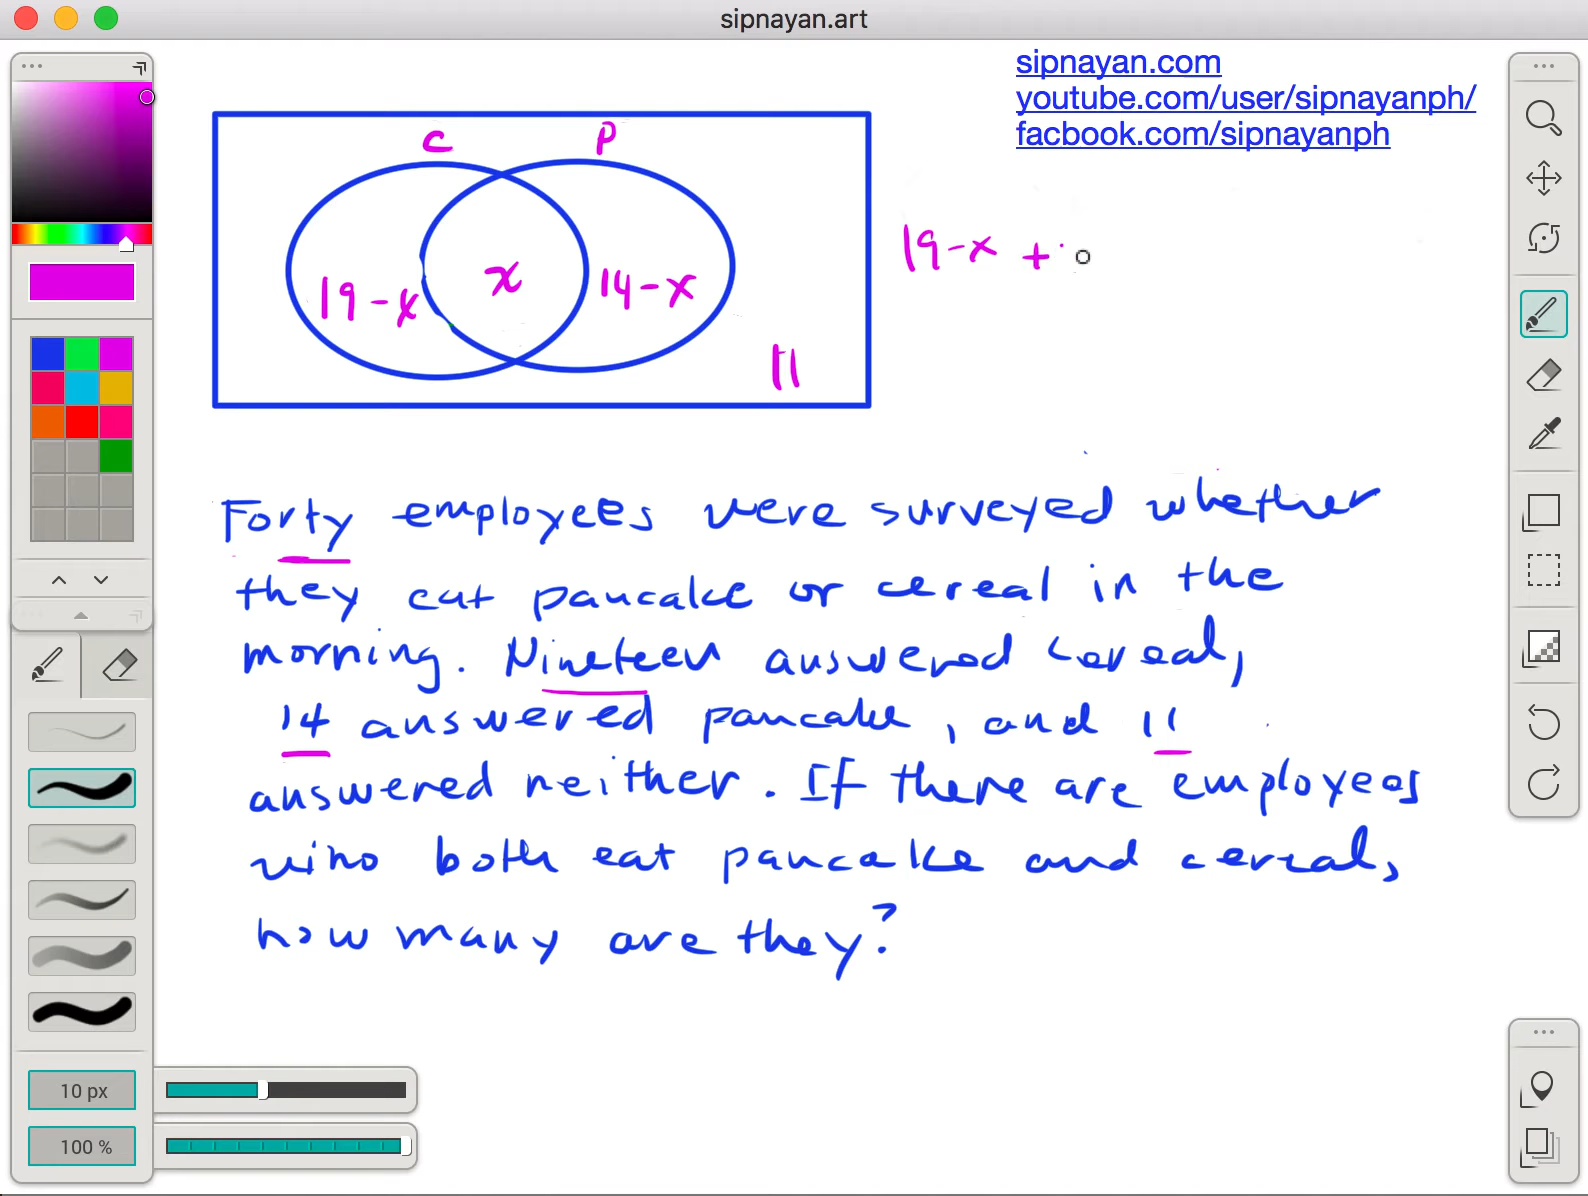 sipnayan.art
sipnayan.com
youtube.com/user/sipnayanph/
facbook.com/sipnayanph
C P
19-x x 14-x
11
19-x +
Forty employees were surveyed whether
they eat pancake or cereal in the
morning. Nineteen answered cereal,
14 answered pancake, and 11
answered neither. If there are employees
who both eat pancake and cereal,
how many are they?
10 px
100 %